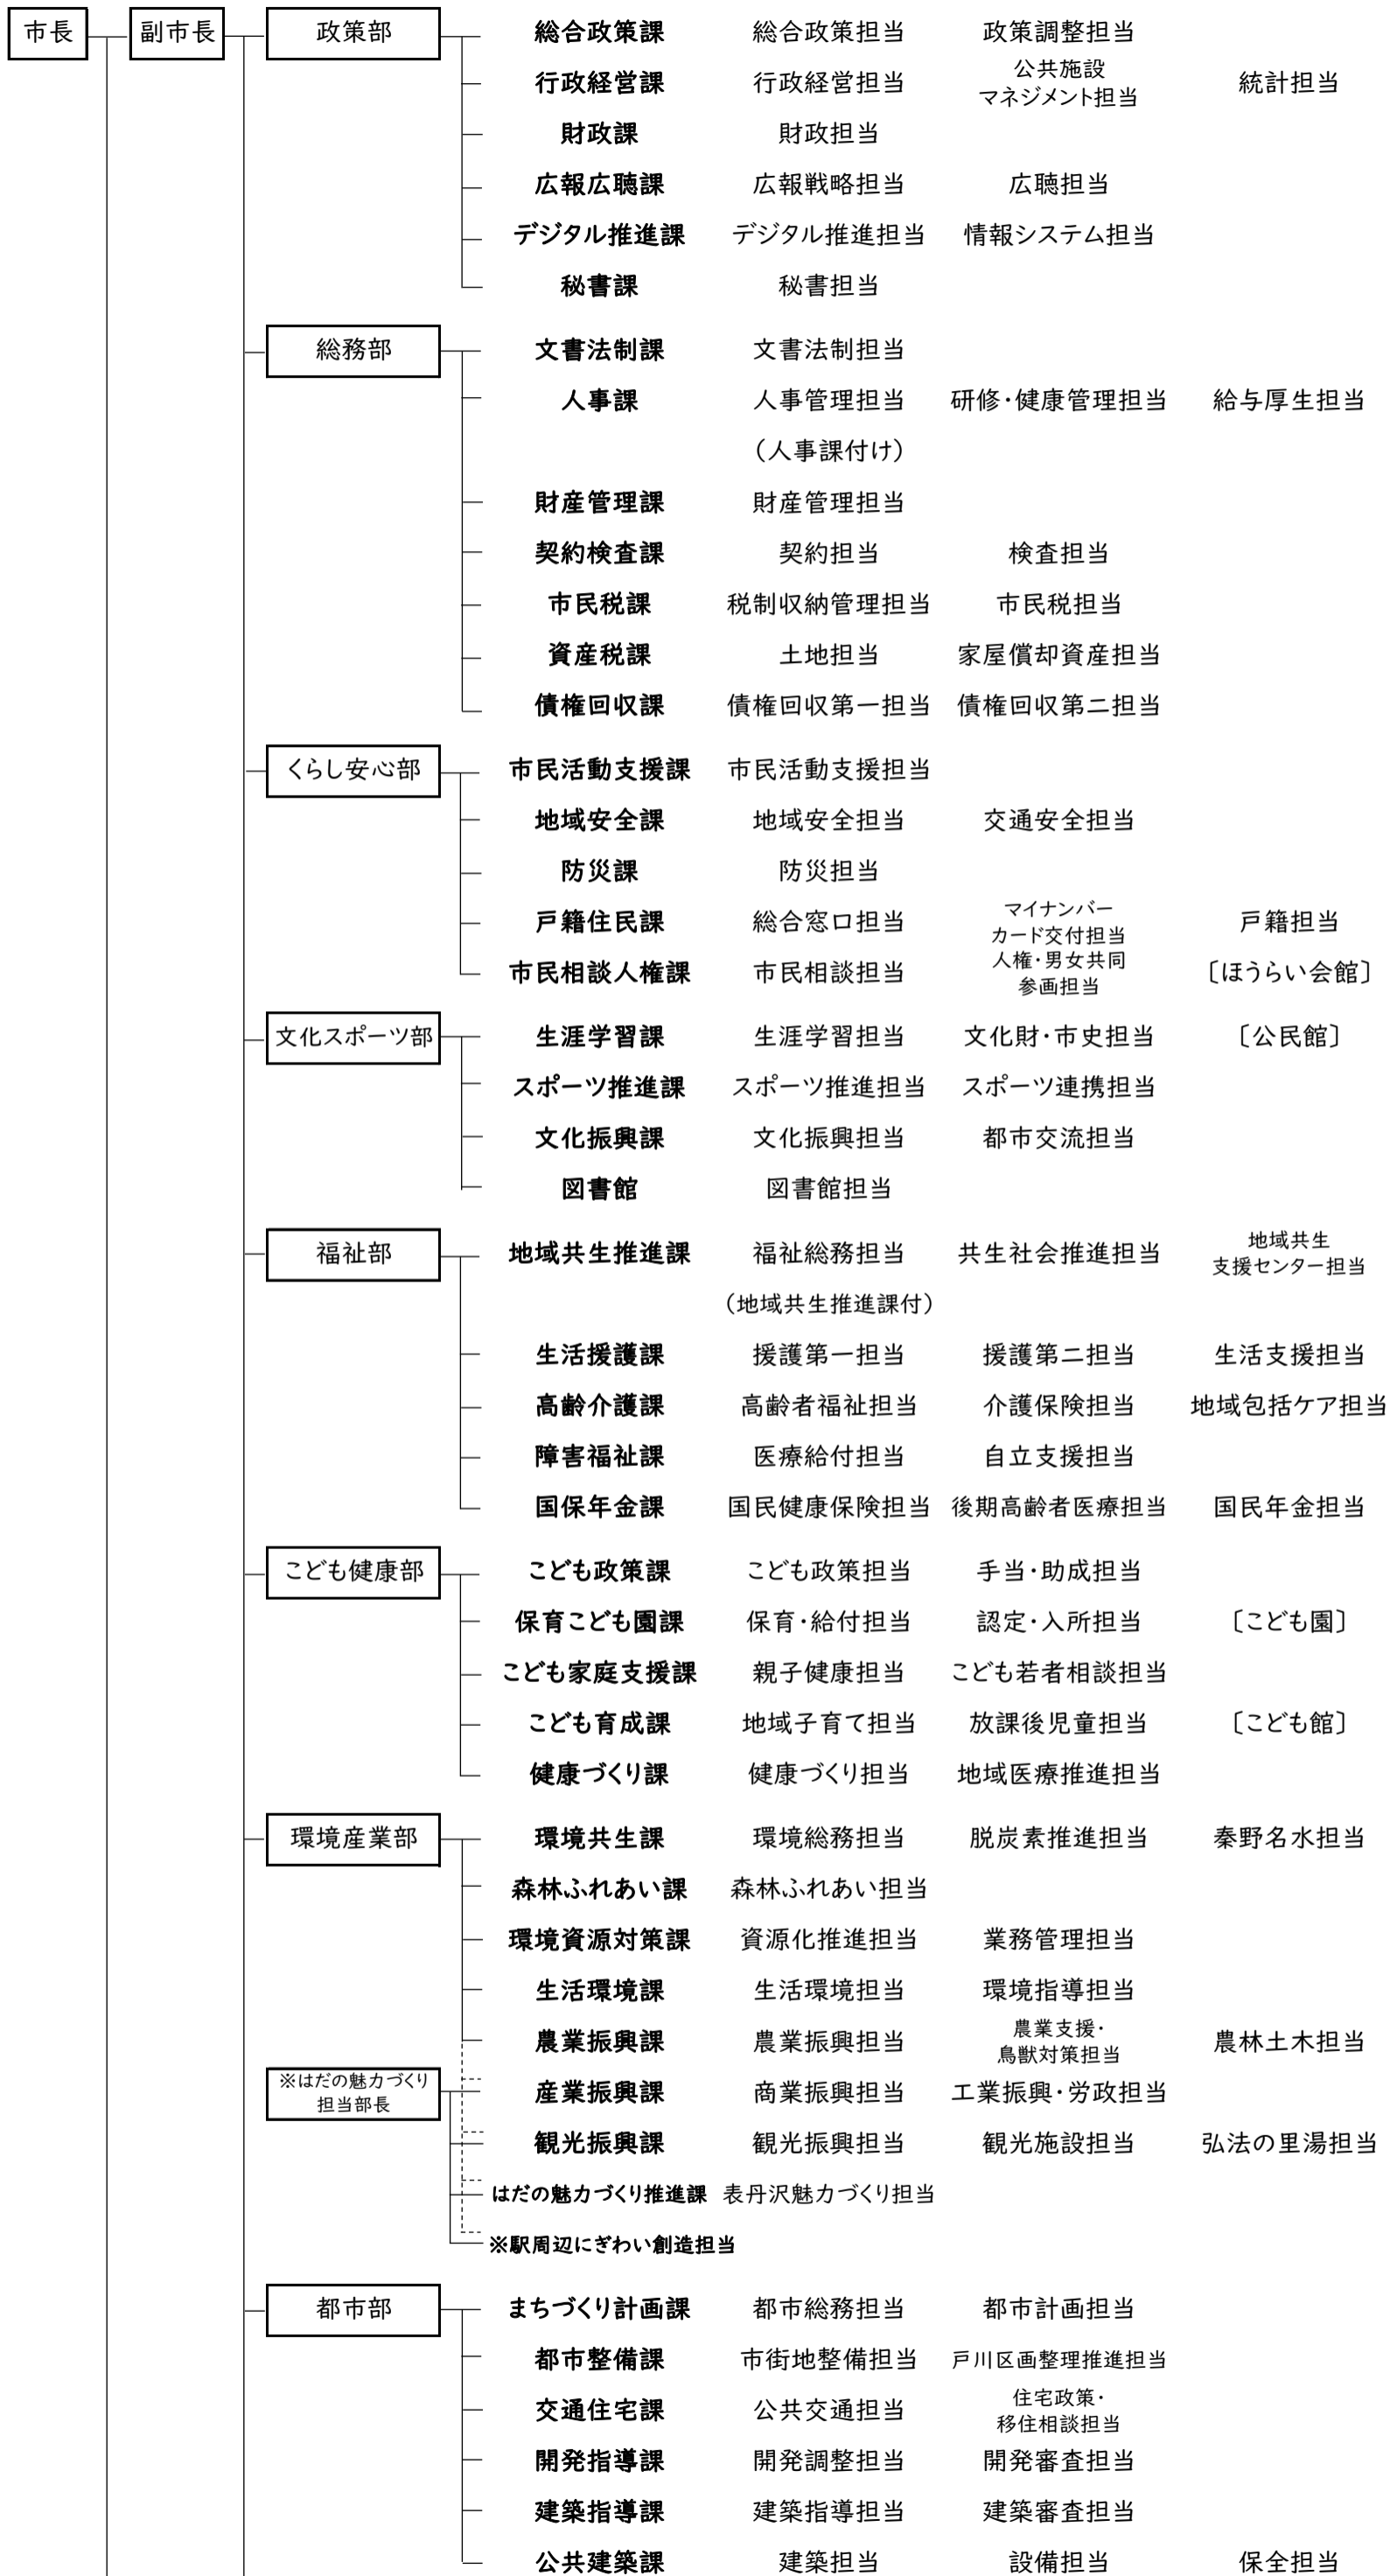 市長 副市長 政策部 総合政策課 総合政策担当 政策調整担当
行政経営課 行政経営担当 公共施設
マネジメント担当 統計担当
財政課 財政担当
広報広聴課 広報戦略担当 広聴担当
デジタル推進課 デジタル推進担当 情報システム担当
秘書課 秘書担当
総務部 文書法制課 文書法制担当
人事課 人事管理担当 研修・健康管理担当 給与厚生担当
（人事課付け）
財産管理課 財産管理担当
契約検査課 契約担当 検査担当
市民税課 税制収納管理担当 市民税担当
資産税課 土地担当 家屋償却資産担当
債権回収課 債権回収第一担当 債権回収第二担当
くらし安心部 市民活動支援課 市民活動支援担当
地域安全課 地域安全担当 交通安全担当
防災課 防災担当
戸籍住民課 総合窓口担当 マイナンバー
カード交付担当 戸籍担当
市民相談人権課 市民相談担当 人権・男女共同
参画担当 〔ほうらい会館〕
文化スポーツ部 生涯学習課 生涯学習担当 文化財・市史担当 〔公民館〕
スポーツ推進課 スポーツ推進担当 スポーツ連携担当
文化振興課 文化振興担当 都市交流担当
図書館 図書館担当
福祉部 地域共生推進課 福祉総務担当 共生社会推進担当 地域共生
支援センター担当
（地域共生推進課付）
生活援護課 援護第一担当 援護第二担当 生活支援担当
高齢介護課 高齢者福祉担当 介護保険担当 地域包括ケア担当
障害福祉課 医療給付担当 自立支援担当
国保年金課 国民健康保険担当 後期高齢者医療担当 国民年金担当
こども健康部 こども政策課 こども政策担当 手当・助成担当
保育こども園課 保育・給付担当 認定・入所担当 〔こども園〕
こども家庭支援課 親子健康担当 こども若者相談担当
こども育成課 地域子育て担当 放課後児童担当 〔こども館〕
健康づくり課 健康づくり担当 地域医療推進担当
環境産業部 環境共生課 環境総務担当 脱炭素推進担当 秦野名水担当
森林ふれあい課 森林ふれあい担当
環境資源対策課 資源化推進担当 業務管理担当
生活環境課 生活環境担当 環境指導担当
農業振興課 農業振興担当 農業支援・
鳥獣対策担当 農林土木担当
※はだの魅力づくり
担当部長 産業振興課 商業振興担当 工業振興・労政担当
観光振興課 観光振興担当 観光施設担当 弘法の里湯担当
はだの魅力づくり推進課 表丹沢魅力づくり担当
※駅周辺にぎわい創造担当
都市部 まちづくり計画課 都市総務担当 都市計画担当
都市整備課 市街地整備担当 戸川区画整理推進担当
交通住宅課 公共交通担当 住宅政策・
移住相談担当
開発指導課 開発調整担当 開発審査担当
建築指導課 建築指導担当 建築審査担当
公共建築課 建築担当 設備担当 保全担当